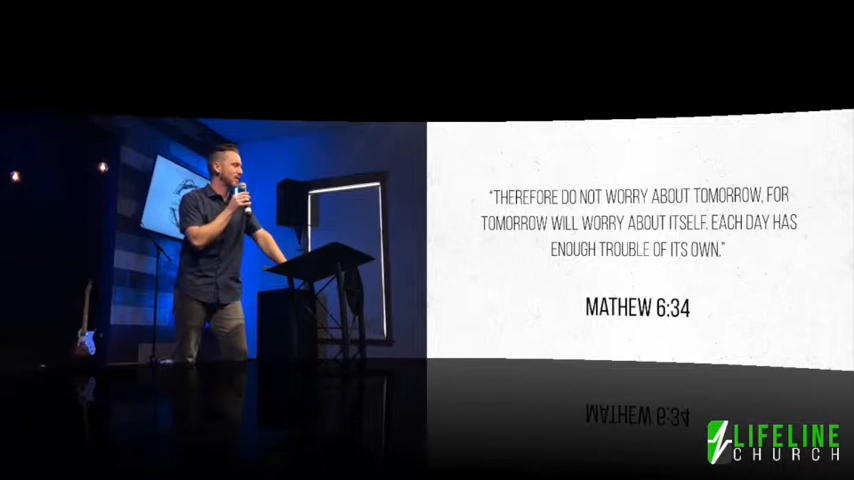 "THEREFORE DO NOT WORRY ABOUT TOMORROW, FOR
TOMORROW WILL WORRY ABOUT ITSELF. EACH DAY HAS
ENOUGH TROUBLE OF ITS OWN."
MATHEW 6:34
MATHEW 6:34
LIFELINE
CHURCH